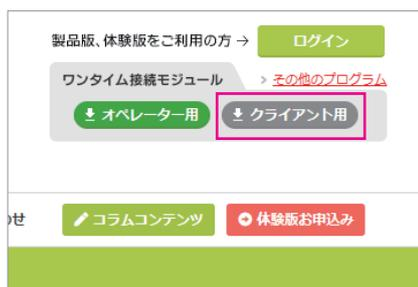 製品版、体験版をご利用の方 → ログイン
ワンタイム接続モジュール > その他のプログラム
オペレーター用 クライアント用
わせ コラムコンテンツ 体験版お申込み